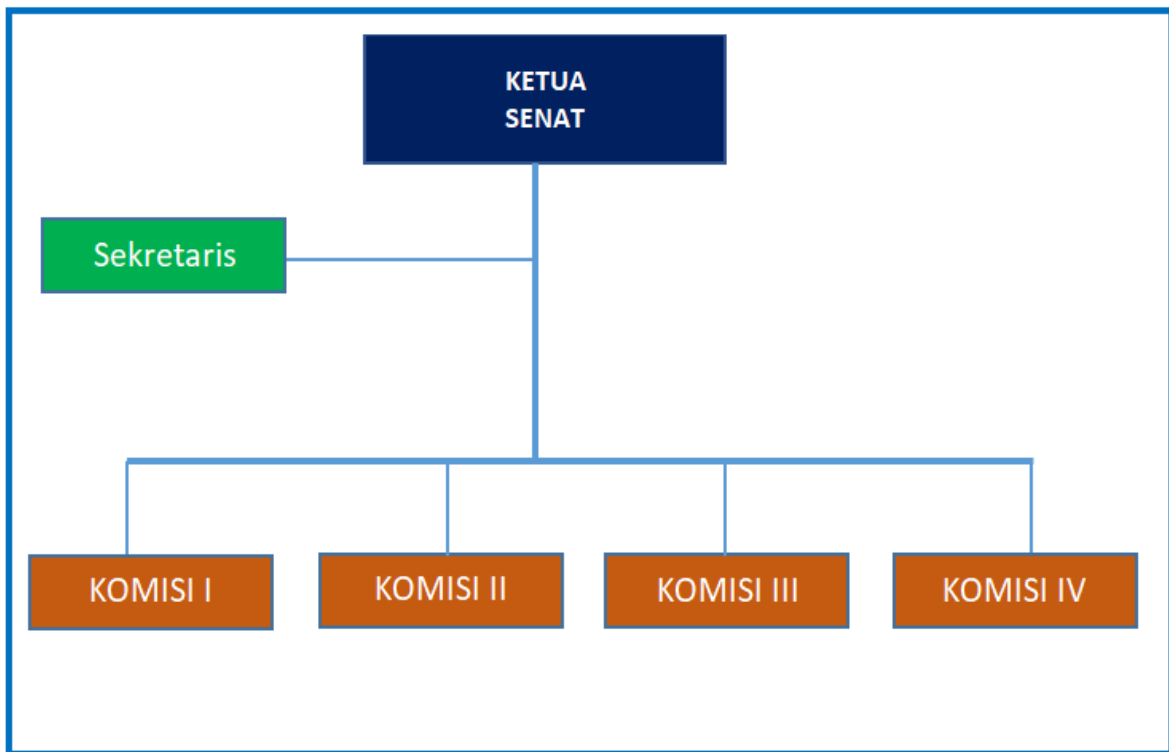 KETUA
SENAT
Sekretaris
KOMISI I
KOMISI II
KOMISI III
KOMISI IV